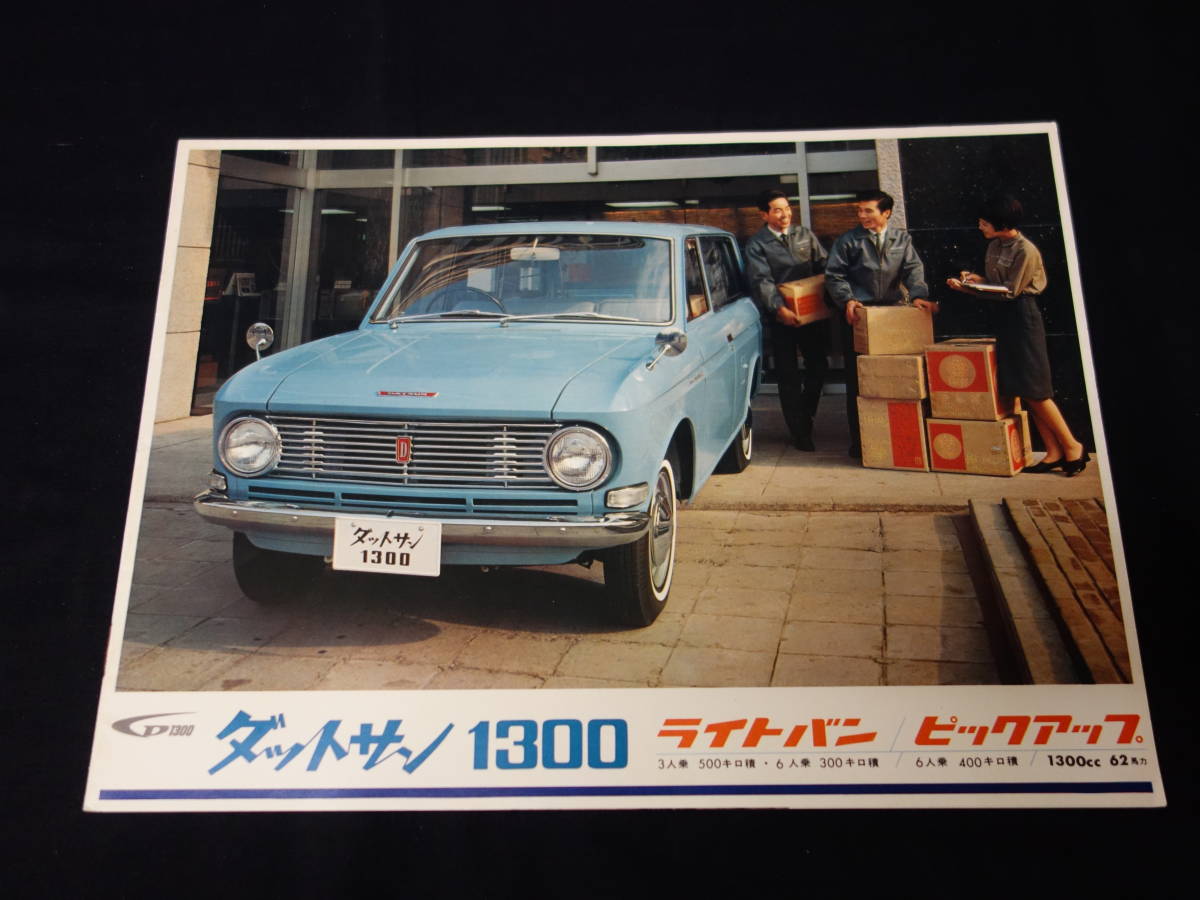 ダットサン
1300
1300
ダットサン 1300
ライトバン / ピックアップ。
3人乗 500キロ積・6人乗 300キロ積 / 6人乗 400キロ積 / 1300cc 62馬力